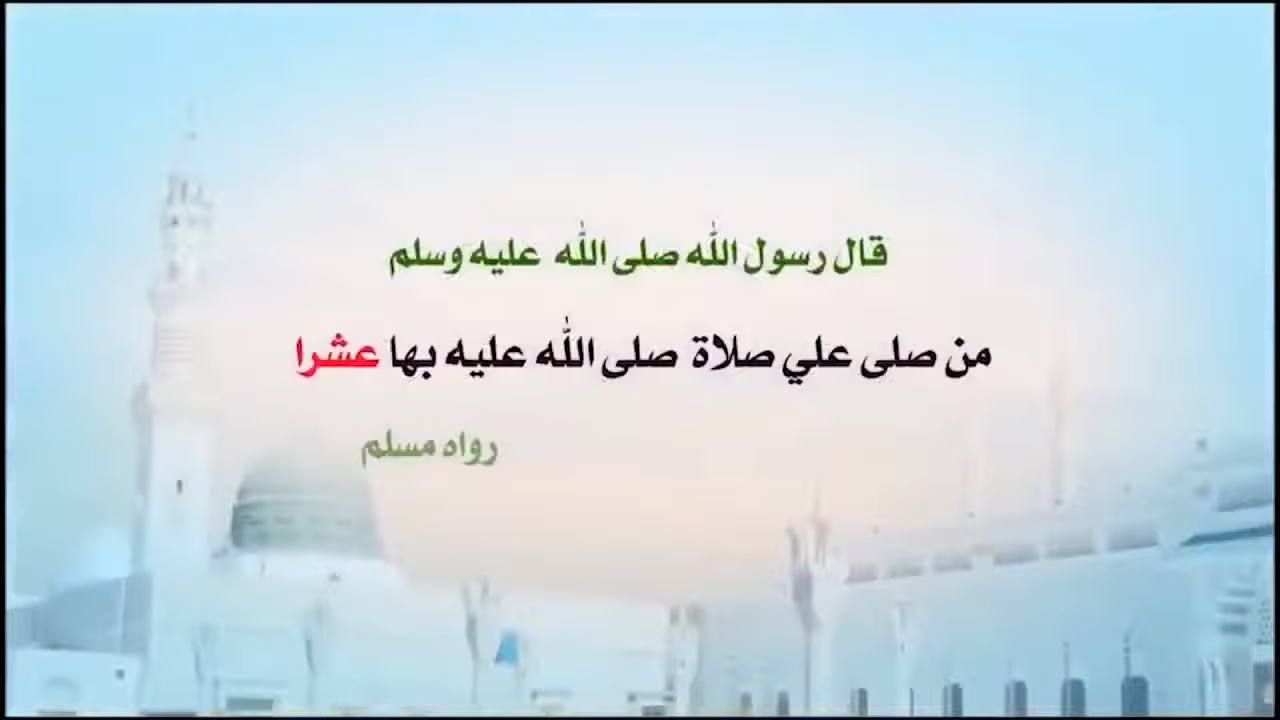 قال رسول الله صلى الله عليه وسلم
من صلى علي صلاة صلى الله عليه بها عشرا
رواه مسلم